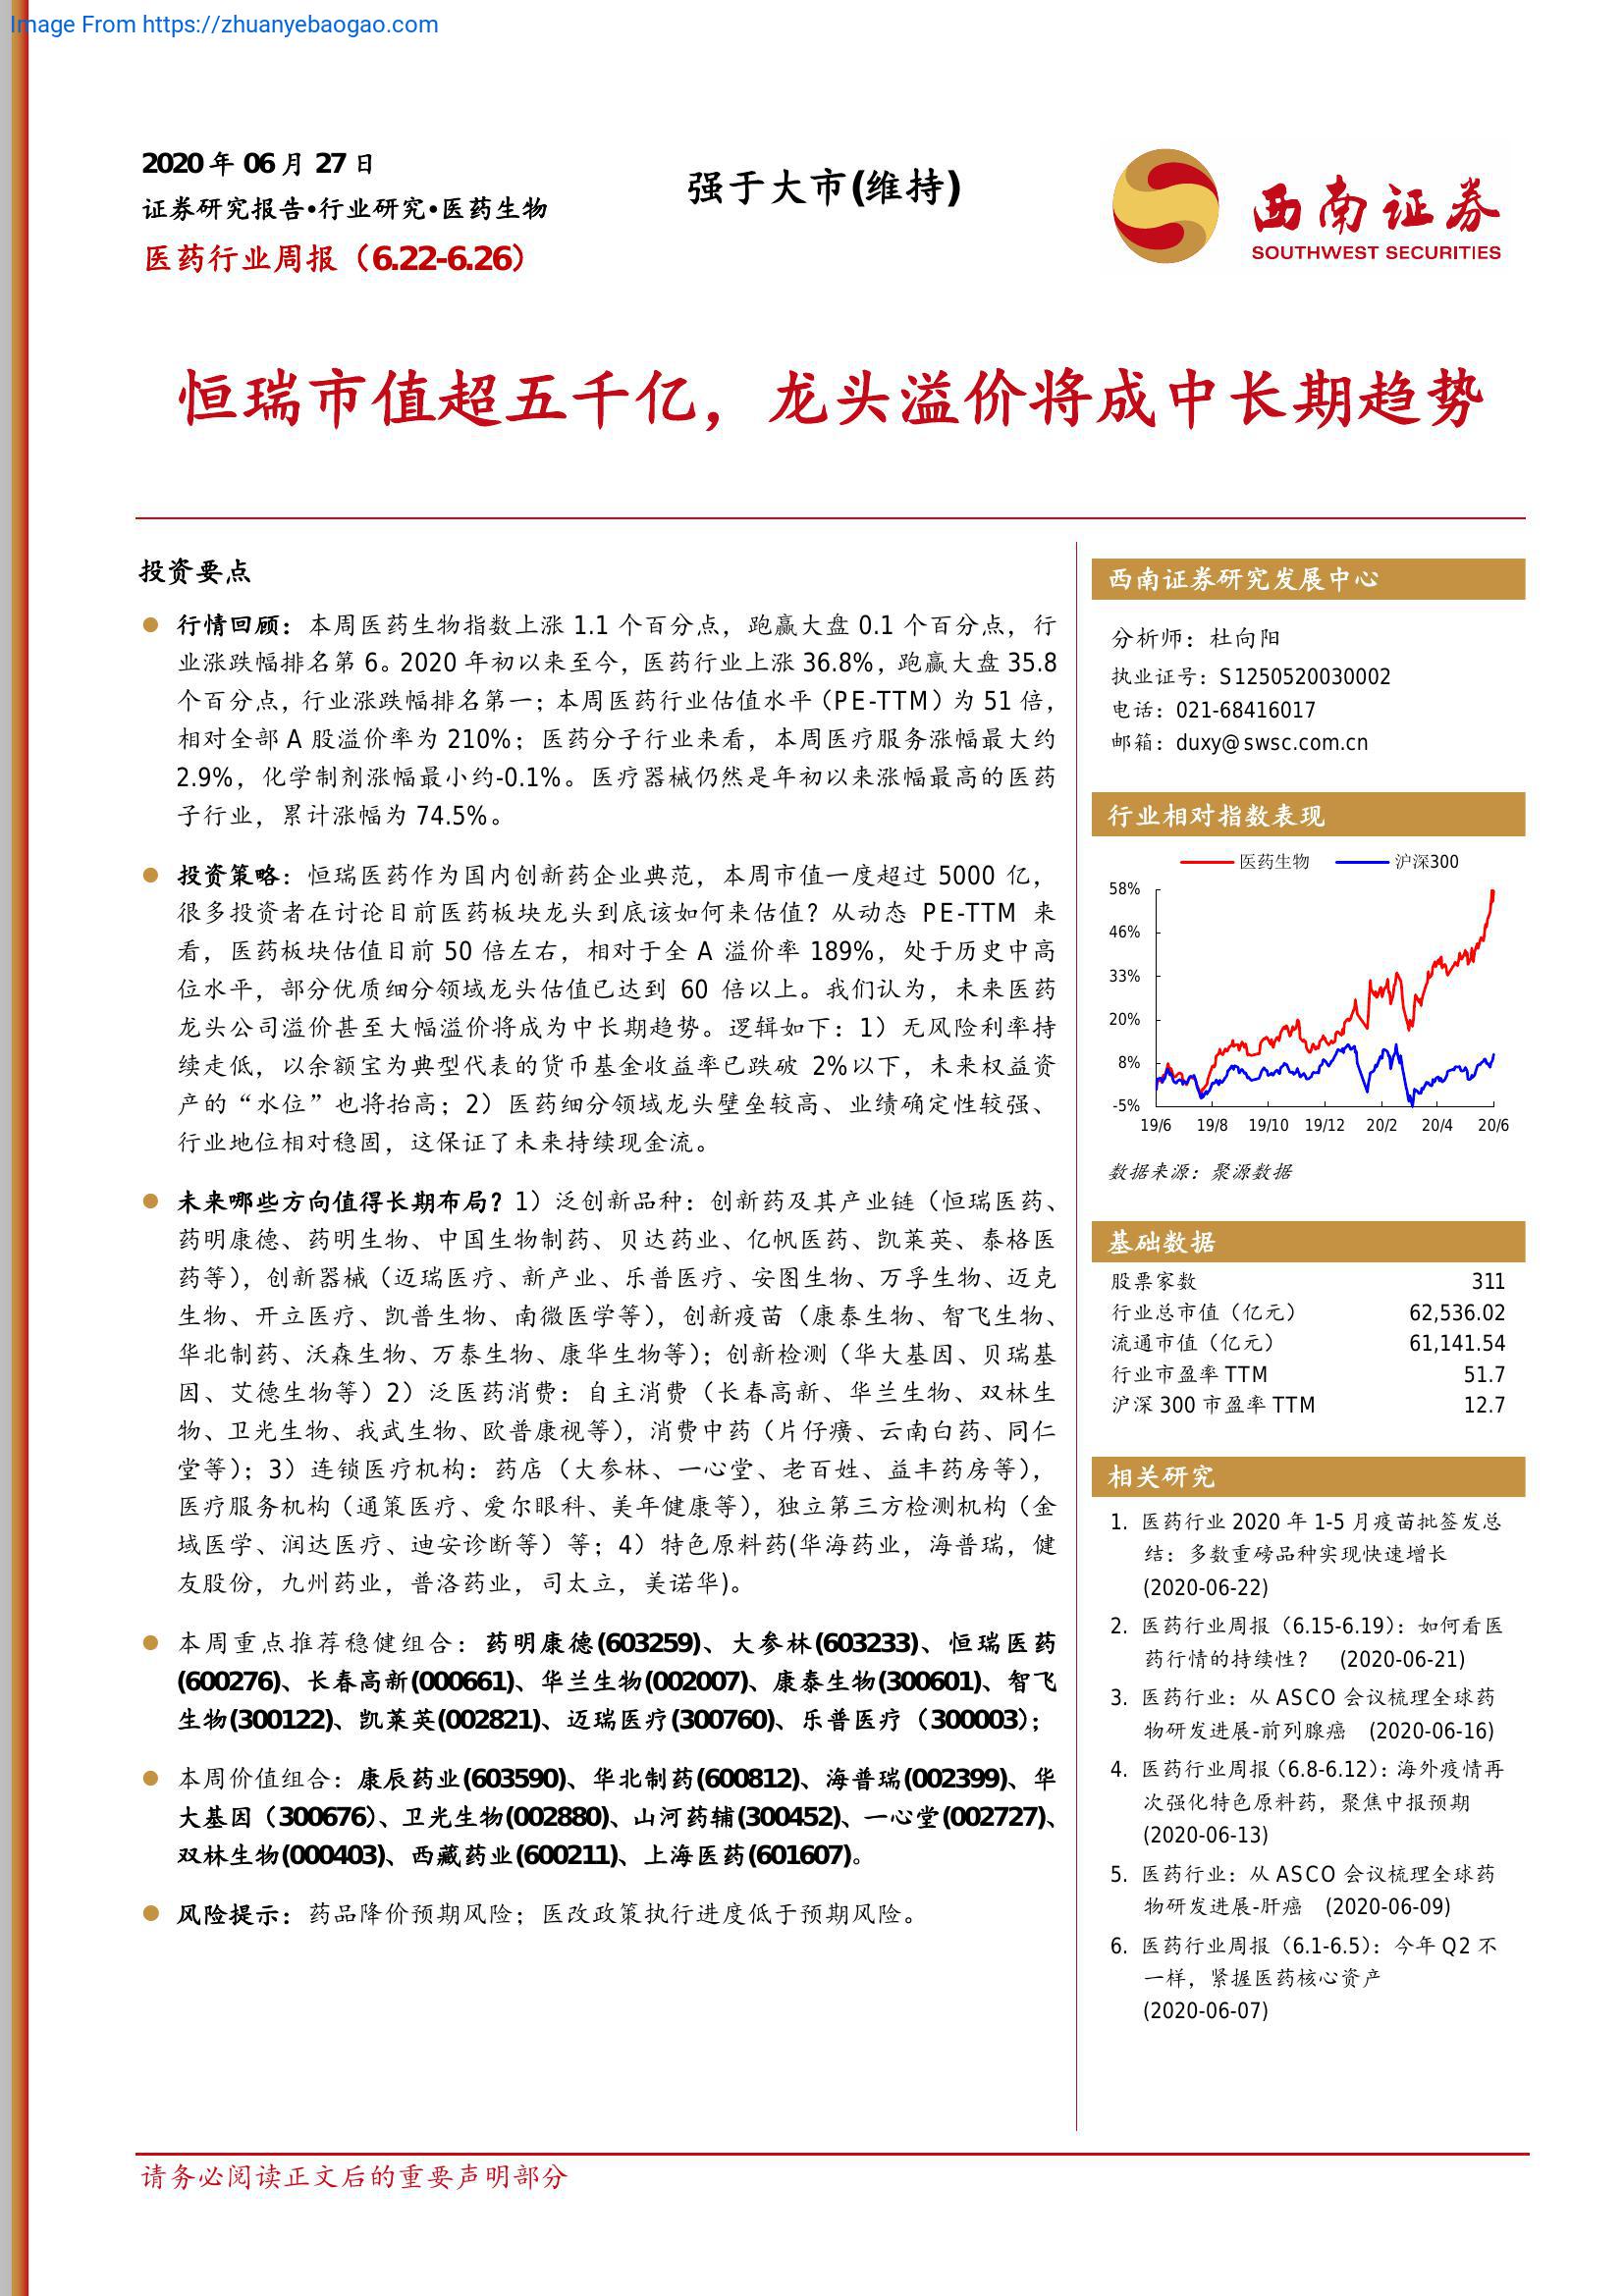 Image From https://zhuanyebaogao.com
2020 年 06 月 27 日
证券研究报告•行业研究•医药生物
医药行业周报（6.22-6.26）
强于大市(维持)
西南证券
SOUTHWEST SECURITIES
恒瑞市值超五千亿，龙头溢价将成中长期趋势
投资要点
行情回顾：本周医药生物指数上涨 1.1 个百分点，跑赢大盘 0.1 个百分点，行
业涨跌幅排名第 6。2020 年初以来至今，医药行业上涨 36.8%，跑赢大盘 35.8
个百分点，行业涨跌幅排名第一；本周医药行业估值水平（PE-TTM）为 51 倍，
相对全部 A 股溢价率为 210%；医药分子行业来看，本周医疗服务涨幅最大约
2.9%，化学制剂涨幅最小约-0.1%。医疗器械仍然是年初以来涨幅最高的医药
子行业，累计涨幅为 74.5%。
投资策略：恒瑞医药作为国内创新药企业典范，本周市值一度超过 5000 亿，
很多投资者在讨论目前医药板块龙头到底该如何来估值？从动态 PE-TTM 来
看，医药板块估值目前 50 倍左右，相对于全 A 溢价率 189%，处于历史中高
位水平，部分优质细分领域龙头估值已达到 60 倍以上。我们认为，未来医药
龙头公司溢价甚至大幅溢价将成为中长期趋势。逻辑如下：1）无风险利率持
续走低，以余额宝为典型代表的货币基金收益率已跌破 2%以下，未来权益资
产的“水位”也将抬高；2）医药细分领域龙头壁垒较高、业绩确定性较强、
行业地位相对稳固，这保证了未来持续现金流。
未来哪些方向值得长期布局？1）泛创新品种：创新药及其产业链（恒瑞医药、
药明康德、药明生物、中国生物制药、贝达药业、亿帆医药、凯莱英、泰格医
药等），创新器械（迈瑞医疗、新产业、乐普医疗、安图生物、万孚生物、迈克
生物、开立医疗、凯普生物、南微医学等），创新疫苗（康泰生物、智飞生物、
华北制药、沃森生物、万泰生物、康华生物等）；创新检测（华大基因、贝瑞基
因、艾德生物等）2）泛医药消费：自主消费（长春高新、华兰生物、双林生
物、卫光生物、我武生物、欧普康视等），消费中药（片仔癀、云南白药、同仁
堂等）；3）连锁医疗机构：药店（大参林、一心堂、老百姓、益丰药房等），
医疗服务机构（通策医疗、爱尔眼科、美年健康等），独立第三方检测机构（金
域医学、润达医疗、迪安诊断等）等；4）特色原料药(华海药业，海普瑞，健
友股份，九州药业，普洛药业，司太立，美诺华)。
本周重点推荐稳健组合：药明康德(603259)、大参林(603233)、恒瑞医药
(600276)、长春高新(000661)、华兰生物(002007)、康泰生物(300601)、智飞
生物(300122)、凯莱英(002821)、迈瑞医疗(300760)、乐普医疗（300003）；
本周价值组合：康辰药业(603590)、华北制药(600812)、海普瑞(002399)、华
大基因（300676）、卫光生物(002880)、山河药辅(300452)、一心堂(002727)、
双林生物(000403)、西藏药业(600211)、上海医药(601607)。
风险提示：药品降价预期风险；医改政策执行进度低于预期风险。
西南证券研究发展中心
分析师：杜向阳
执业证号：S1250520030002
电话：021-68416017
邮箱：duxy@swsc.com.cn
行业相对指数表现
医药生物 沪深300
58%
46%
33%
20%
8%
-5%
19/6 19/8 19/10 19/12 20/2 20/4 20/6
数据来源：聚源数据
基础数据
股票家数 311
行业总市值（亿元） 62,536.02
流通市值（亿元） 61,141.54
行业市盈率 TTM 51.7
沪深 300 市盈率 TTM 12.7
相关研究
1. 医药行业 2020 年 1-5 月疫苗批签发总
结：多数重磅品种实现快速增长
(2020-06-22)
2. 医药行业周报（6.15-6.19）：如何看医
药行情的持续性？ (2020-06-21)
3. 医药行业：从 ASCO 会议梳理全球药
物研发进展-前列腺癌 (2020-06-16)
4. 医药行业周报（6.8-6.12）：海外疫情再
次强化特色原料药，聚焦中报预期
(2020-06-13)
5. 医药行业：从 ASCO 会议梳理全球药
物研发进展-肝癌 (2020-06-09)
6. 医药行业周报（6.1-6.5）：今年 Q2 不
一样，紧握医药核心资产
(2020-06-07)
请务必阅读正文后的重要声明部分